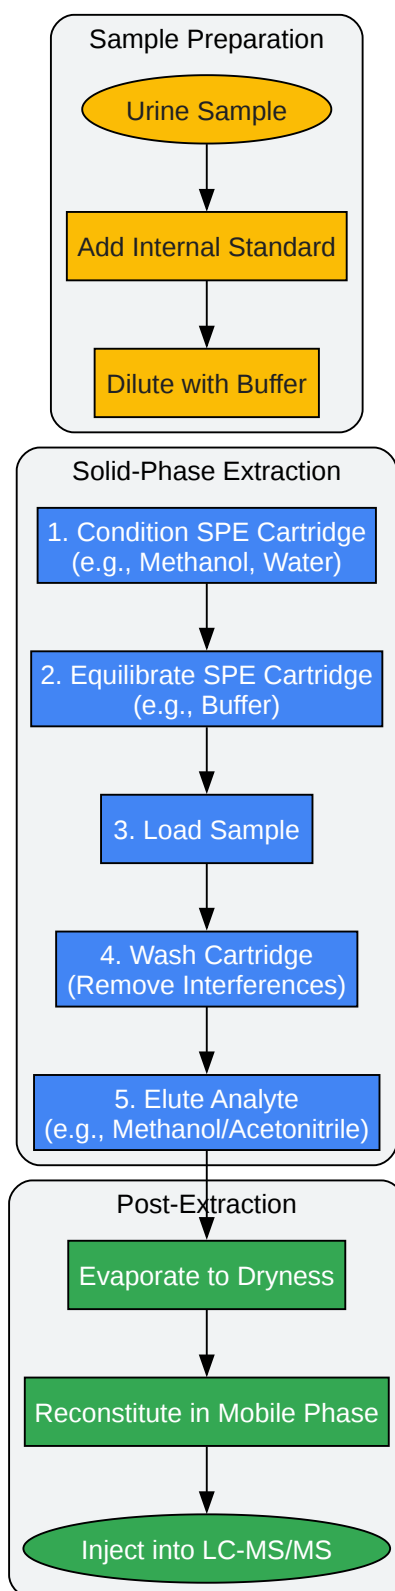 Sample Preparation
Urine Sample
Add Internal Standard
Dilute with Buffer
Solid-Phase Extraction
1. Condition SPE Cartridge
(e.g., Methanol, Water)
2. Equilibrate SPE Cartridge
(e.g., Buffer)
3. Load Sample
4. Wash Cartridge
(Remove Interferences)
5. Elute Analyte
(e.g., Methanol/Acetonitrile)
Post-Extraction
Evaporate to Dryness
Reconstitute in Mobile Phase
Inject into LC-MS/MS